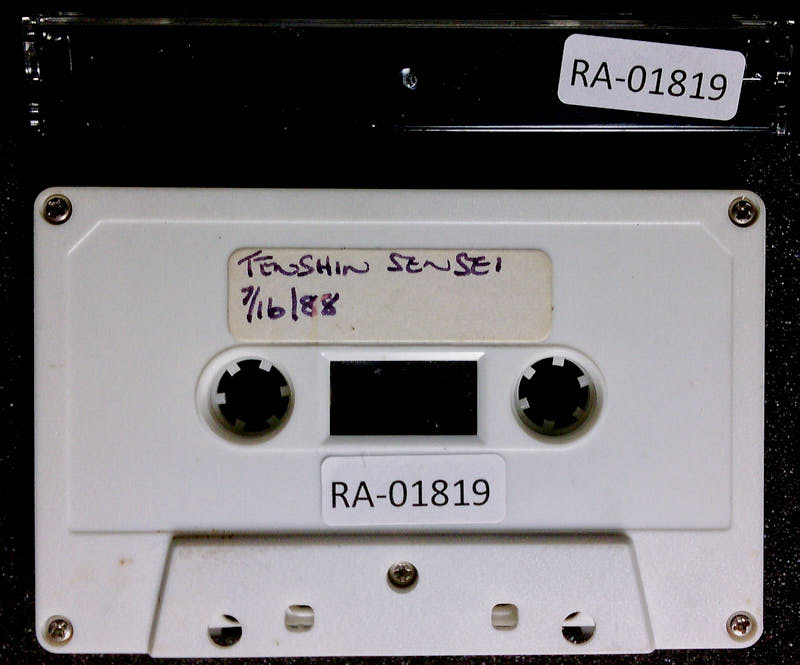 RA-01819
TENSHIN SENSEI
7/16/88
RA-01819